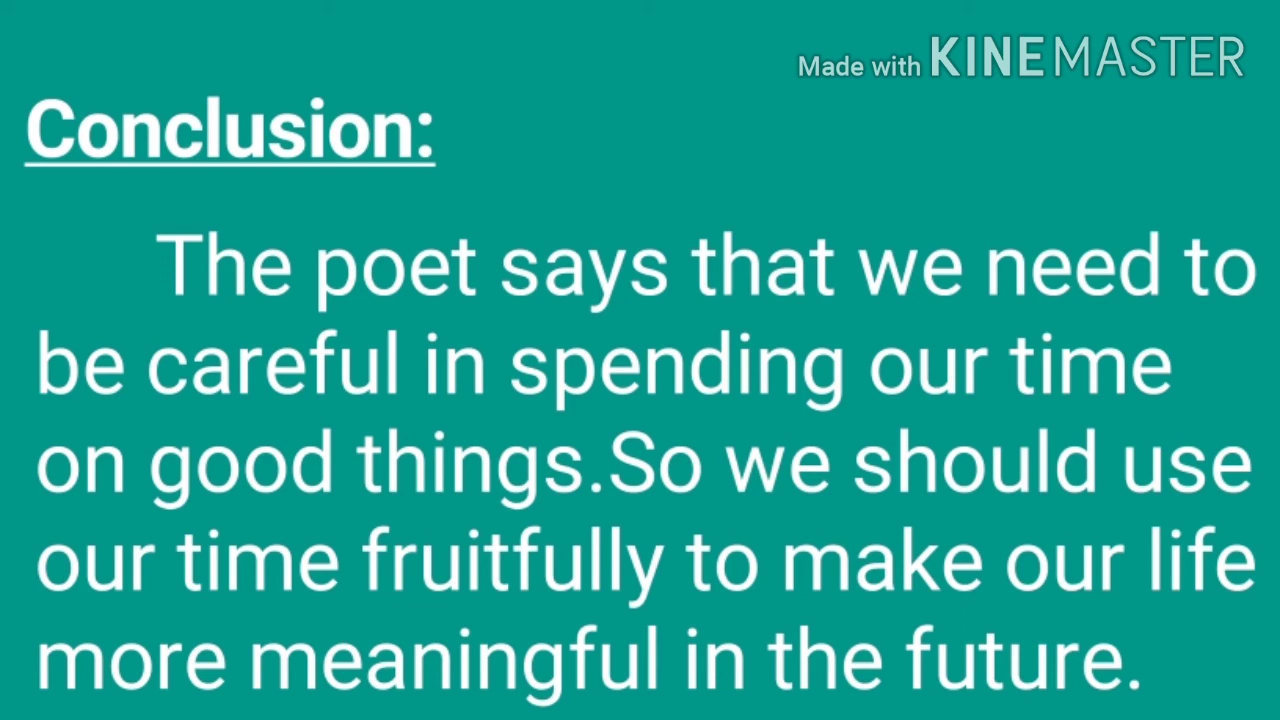 Made with KINEMASTER
Conclusion:
The poet says that we need to
be careful in spending our time
on good things.So we should use
our time fruitfully to make our life
more meaningful in the future.